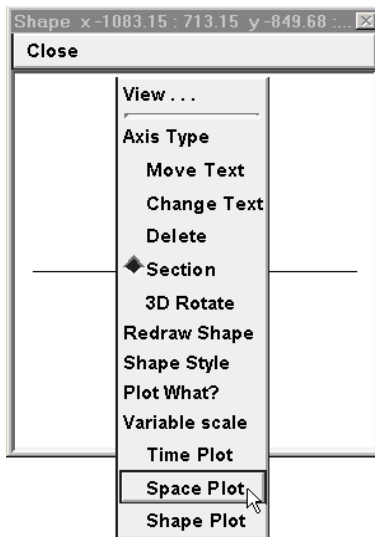 Shape x -1083.15 : 713.15 y -849.68 :...
Close
View . . .
Axis Type
Move Text
Change Text
Delete
Section
3D Rotate
Redraw Shape
Shape Style
Plot What?
Variable scale
Time Plot
Space Plot
Shape Plot